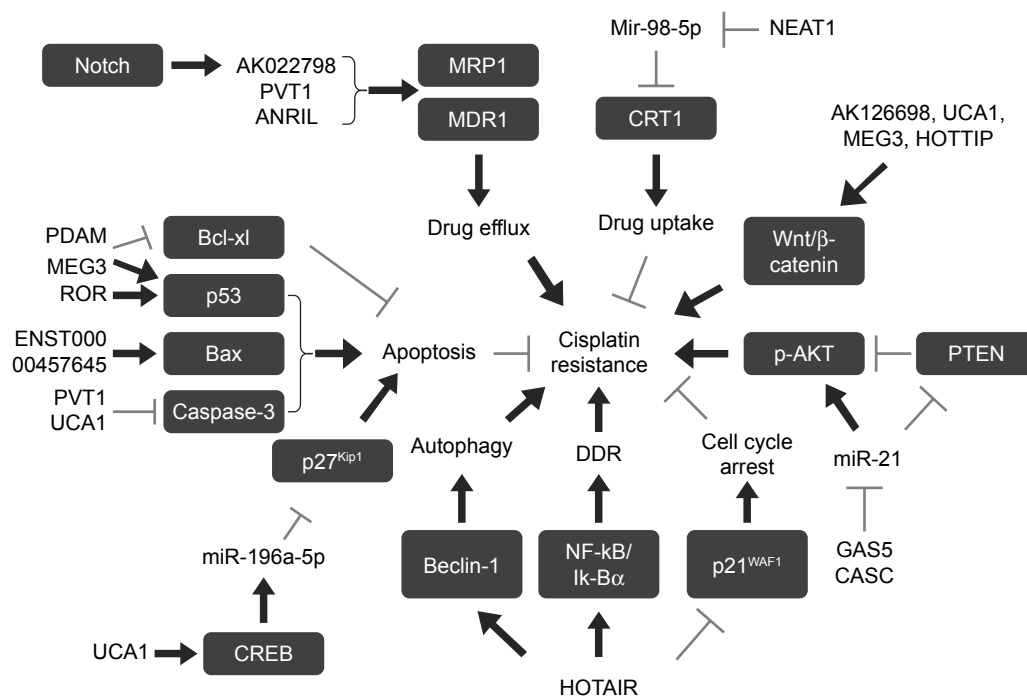 Mir-98-5p
NEAT1
Notch
AK022798
PVT1
ANRIL
MRP1
MDR1
CRT1
AK126698, UCA1,
MEG3, HOTTIP
Drug efflux
Drug uptake
Wnt/β-
catenin
PDAM
MEG3
ROR
Bcl-xl
p53
ENST000
00457645
Bax
PVT1
UCA1
Caspase-3
Apoptosis
Cisplatin
resistance
p-AKT
PTEN
p27Kip1
Autophagy
DDR
Cell cycle
arrest
miR-21
miR-196a-5p
Beclin-1
NF-kB/
Ik-Bα
p21WAF1
GAS5
CASC
UCA1
CREB
HOTAIR